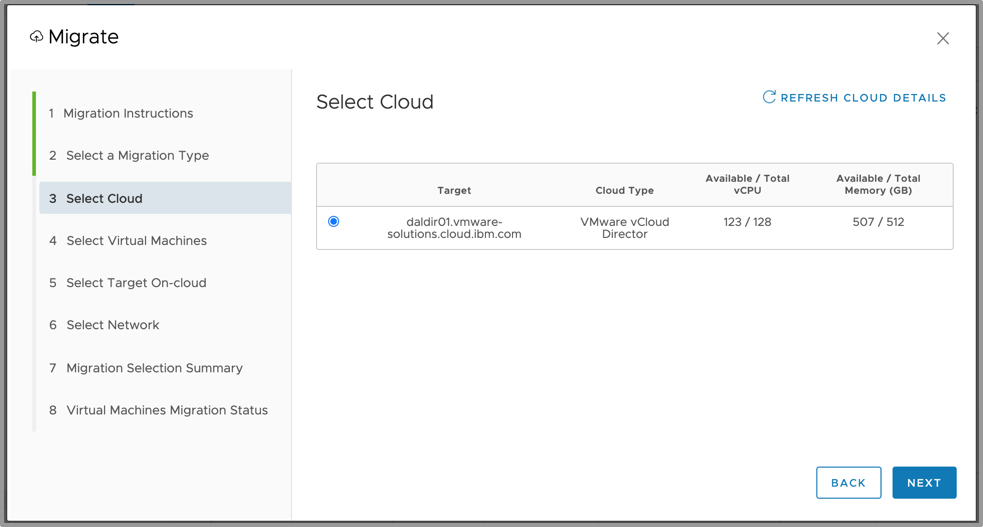 Migrate
1 Migration Instructions
2 Select a Migration Type
3 Select Cloud
4 Select Virtual Machines
5 Select Target On-cloud
6 Select Network
7 Migration Selection Summary
8 Virtual Machines Migration Status
Select Cloud
REFRESH CLOUD DETAILS
Target
Cloud Type
Available / Total
vCPU
Available / Total
Memory (GB)
daldir01.vmware-
solutions.cloud.ibm.com
VMware vCloud
Director
123 / 128
507 / 512
BACK
NEXT